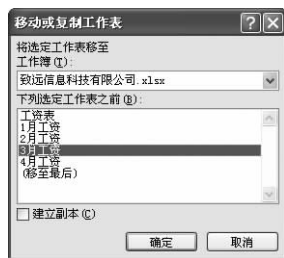 移动或复制工作表
将选定工作表移至
工作簿(T):
致远信息科技有限公司.xlsx
下列选定工作表之前(B):
工资表
1月工资
2月工资
3月工资
4月工资
(移至最后)
建立副本(C)
确定 取消